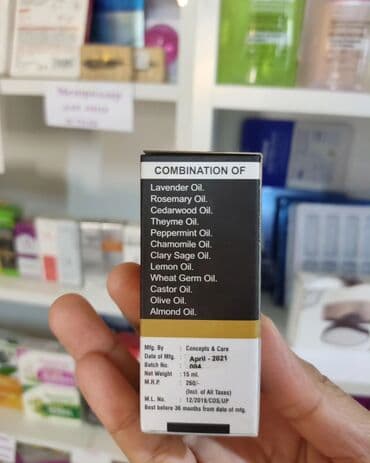 COMBINATION OF
Lavender Oil.
Rosemary Oil.
Cedarwood Oil.
Theyme Oil.
Peppermint Oil.
Chamomile Oil.
Clary Sage Oil.
Lemon Oil.
Wheat Germ Oil.
Castor Oil.
Olive Oil.
Almond Oil.
Mfg. By : Concepts & Care
Date of Mfg. : April - 2021
Batch No. : 004
Net Weight : 15 ml.
M.R.P. : 260/-
(Incl. of All Taxes)
M.L. No. : 12/2018/COS/UP
Best before 36 months from date of mfg.